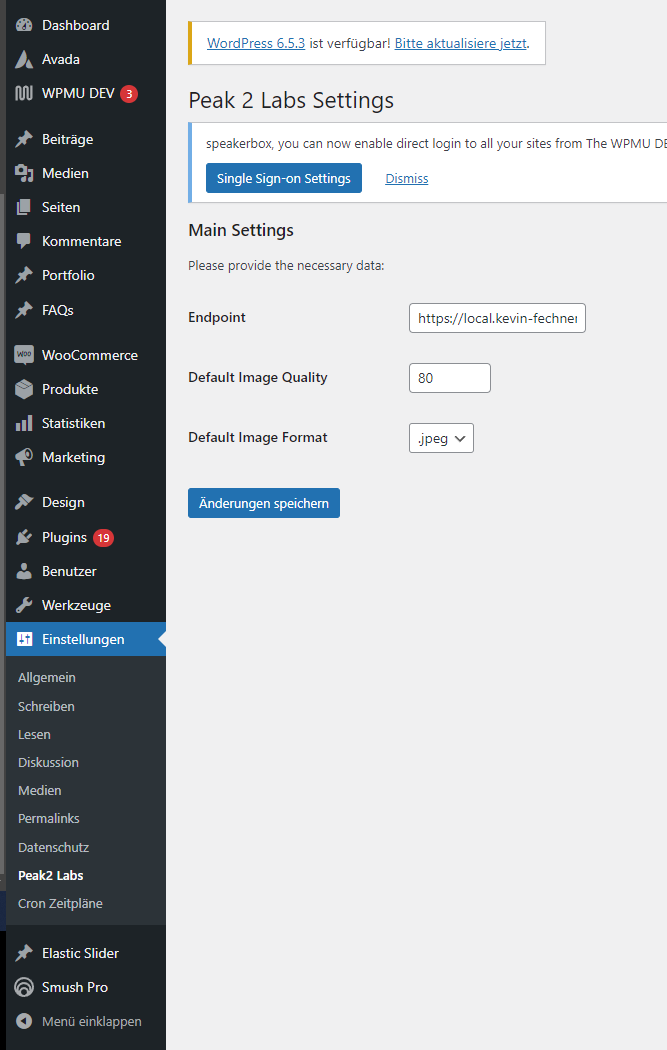 Dashboard
Avada
WPMU DEV 3
Beiträge
Medien
Seiten
Kommentare
Portfolio
FAQs
WOO WooCommerce
Produkte
Statistiken
Marketing
Design
Plugins 19
Benutzer
Werkzeuge
Einstellungen
Allgemein
Schreiben
Lesen
Diskussion
Medien
Permalinks
Datenschutz
Peak2 Labs
Cron Zeitpläne
Elastic Slider
Smush Pro
Menü einklappen
WordPress 6.5.3 ist verfügbar! Bitte aktualisiere jetzt.
Peak 2 Labs Settings
speakerbox, you can now enable direct login to all your sites from The WPMU DE
Single Sign-on Settings Dismiss
Main Settings
Please provide the necessary data:
Endpoint https://local.kevin-fechner
Default Image Quality 80
Default Image Format .jpeg
Änderungen speichern